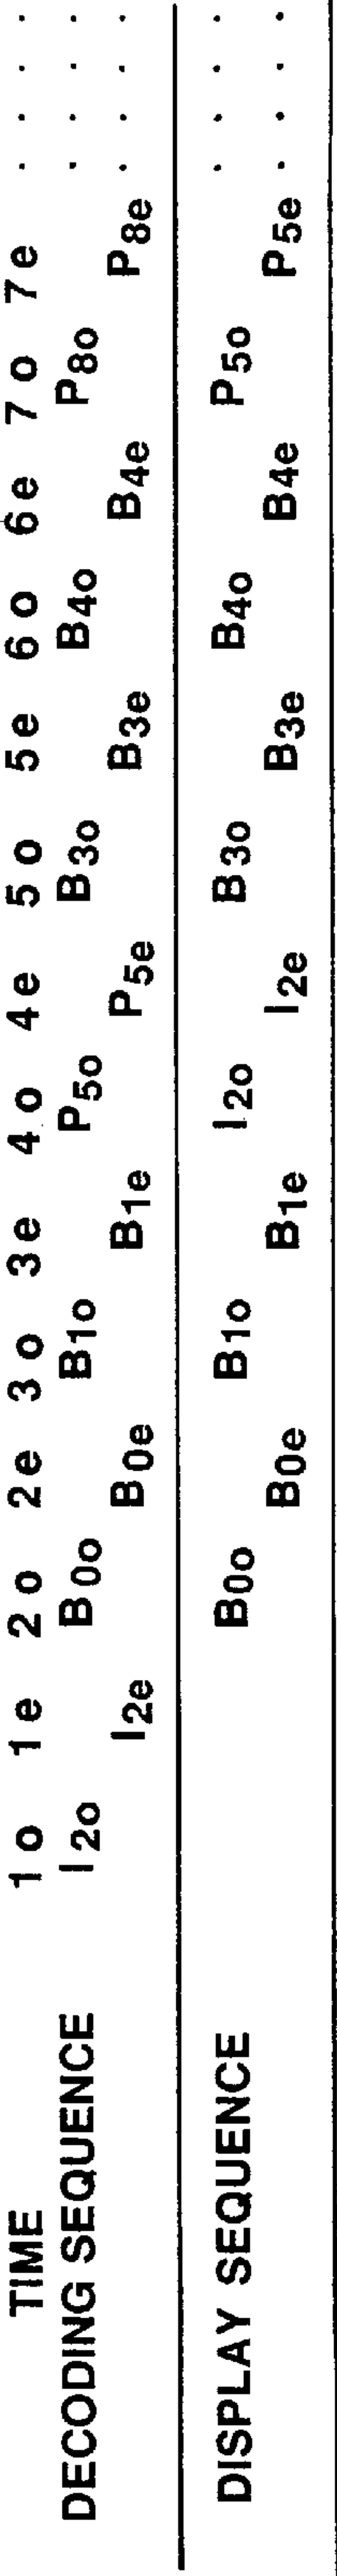 TIME 1o 1e 2o 2e 3o 3e 4o 4e 5o 5e 6o 6e 7o 7e . . . .
DECODING SEQUENCE I2o B0o B1o P5o B3o B4o P8o . . . .
I2e B0e B1e P5e B3e B4e P8e . . . .
DISPLAY SEQUENCE B0o B1o I2o B3o B4o P5o . . . .
B0e B1e I2e B3e B4e P5e . . . .